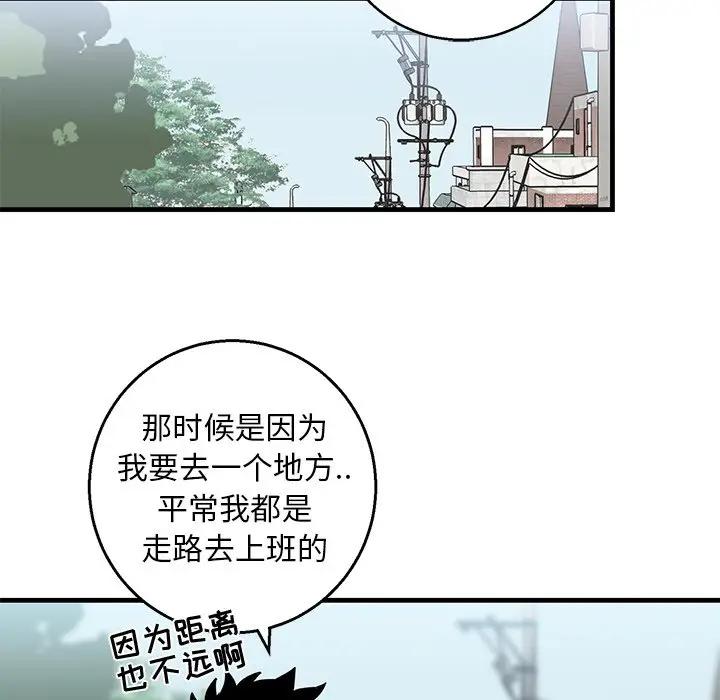 那时候是因为
我要去一个地方..
平常我都是
走路去上班的
因为距离
也不远啊